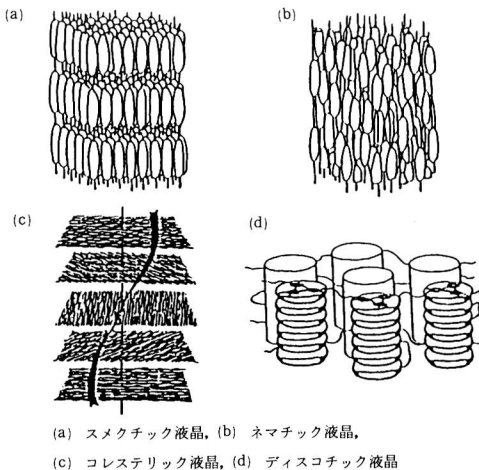 (a)
(b)
(c)
(d)
(a) スメクチック液晶, (b) ネマチック液晶,
(c) コレステリック液晶, (d) ディスコチック液晶